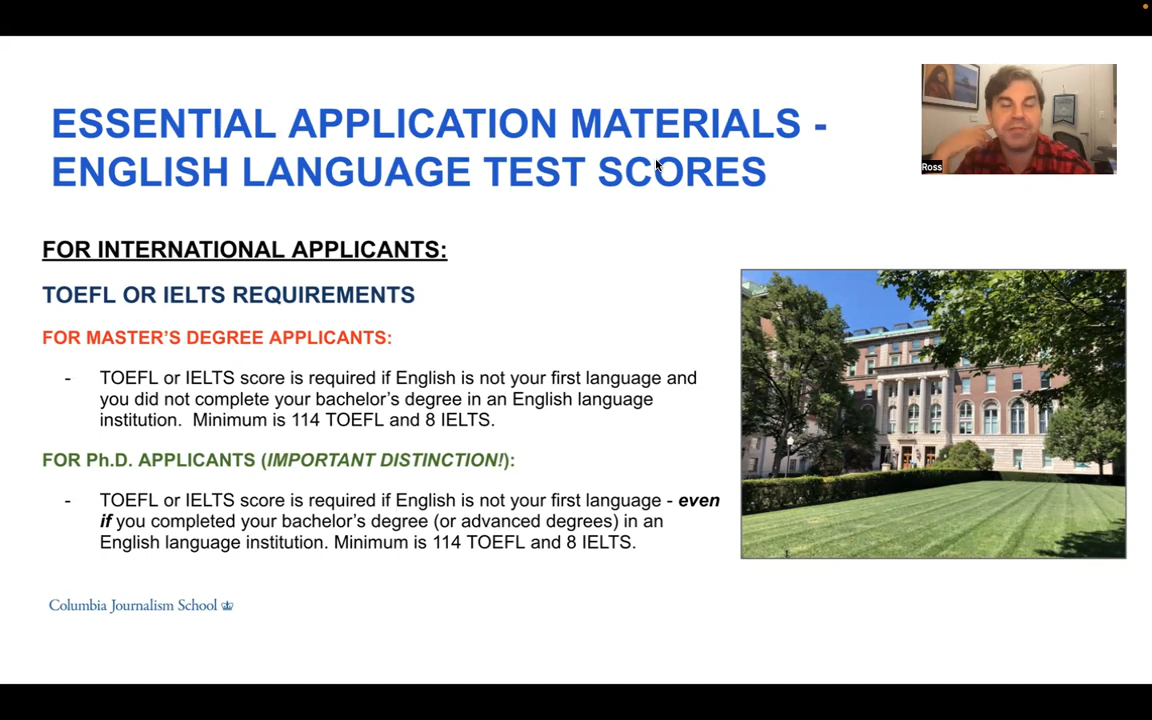 ESSENTIAL APPLICATION MATERIALS -
ENGLISH LANGUAGE TEST SCORES
Ross
FOR INTERNATIONAL APPLICANTS:
TOEFL OR IELTS REQUIREMENTS
FOR MASTER'S DEGREE APPLICANTS:
- TOEFL or IELTS score is required if English is not your first language and
you did not complete your bachelor's degree in an English language
institution.  Minimum is 114 TOEFL and 8 IELTS.
FOR Ph.D. APPLICANTS (IMPORTANT DISTINCTION!):
- TOEFL or IELTS score is required if English is not your first language - even
if you completed your bachelor's degree (or advanced degrees) in an
English language institution. Minimum is 114 TOEFL and 8 IELTS.
Columbia Journalism School